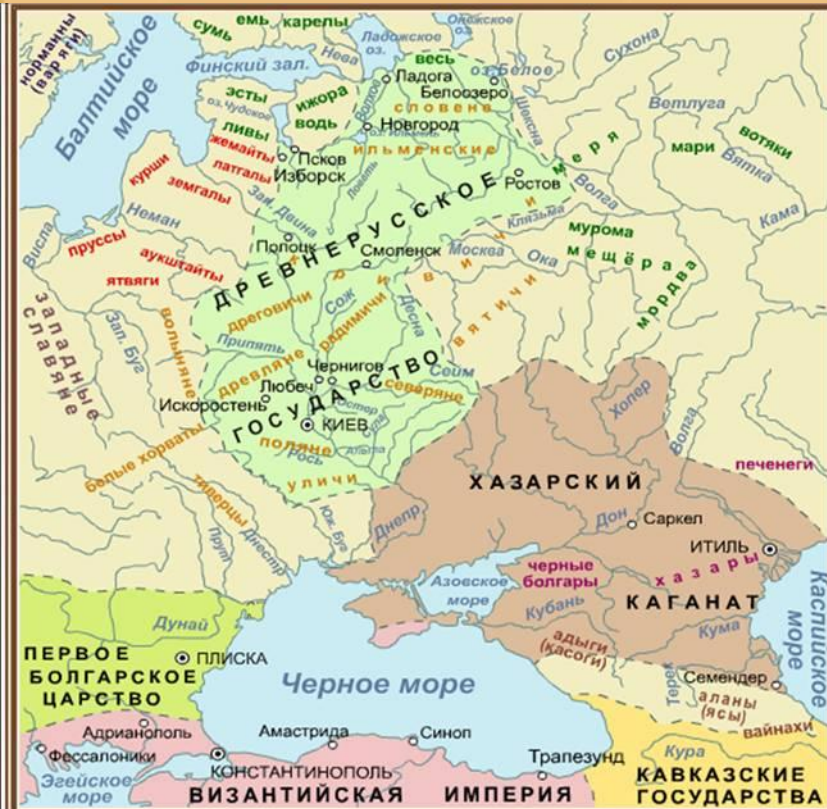 норманны
(варяги)
Балтийское
море
сумь
емь
карелы
Ладожское
оз.
Онежское
оз.
Финский зал.
Нева
весь
Ладога
оз. Белое
Белоозеро
Сухона
эсты
оз. Чудское
ижора
водь
Волхов
словене
Новгород
оз. Ильмень
ильменские
Шексна
Ветлуга
ливы
жемайты
латгалы
Псков
Изборск
Ловать
меря
мари
вотяки
Вятка
курши
земгалы
Ростов
Волга
Кама
Неман
Зап. Двина
Клязьма
Висла
пруссы
аукштайты
ятвяги
Полоцк
Смоленск
Москва
Ока
мурома
мещёра
мордва
ДРЕВНЕРУССКОЕ
кривичи
вятичи
западные
славяне
Зап. Буг
волыняне
дреговичи
Сож
радимичи
Десна
Припять
древляне
Чернигов
Любеч
Сейм
северяне
Искоростень
ГОСУДАРСТВО
Остер
КИЕВ
поляне
Рось
Альта
уличи
белые хорваты
тиверцы
Днестр
Прут
Юж. Буг
Днепр
Хопер
Волга
печенеги
ХАЗАРСКИЙ
Дон
Саркел
ИТИЛЬ
хазары
черные
болгары
Азовское
море
КАГАНАТ
Кубань
Кума
Каспийское
море
адыги
(касоги)
Терек
Семендер
аланы
(ясы)
вайнахи
Дунай
ПЕРВОЕ
БОЛГАРСКОЕ
ЦАРСТВО
ПЛИСКА
Черное море
Адрианополь
Амастрида
Синоп
Фессалоники
КОНСТАНТИНОПОЛЬ
Трапезунд
Кура
Эгейское
море
ВИЗАНТИЙСКАЯ ИМПЕРИЯ
КАВКАЗСКИЕ
ГОСУДАРСТВА